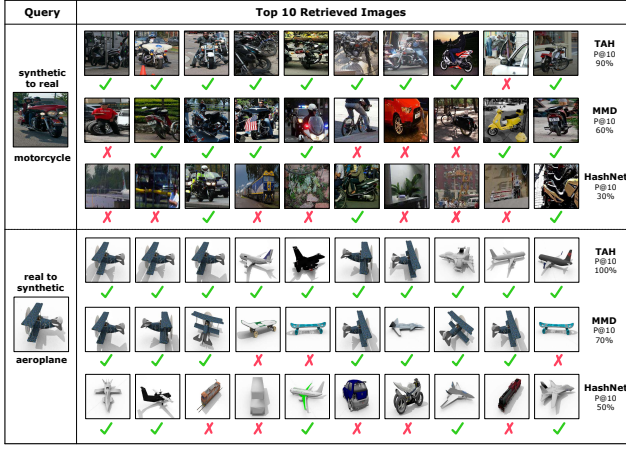 Query
Top 10 Retrieved Images
synthetic
to real
motorcycle
TAH
P@10
90%
MMD
P@10
60%
HashNet
P@10
30%
real to
synthetic
aeroplane
TAH
P@10
100%
MMD
P@10
70%
HashNet
P@10
50%